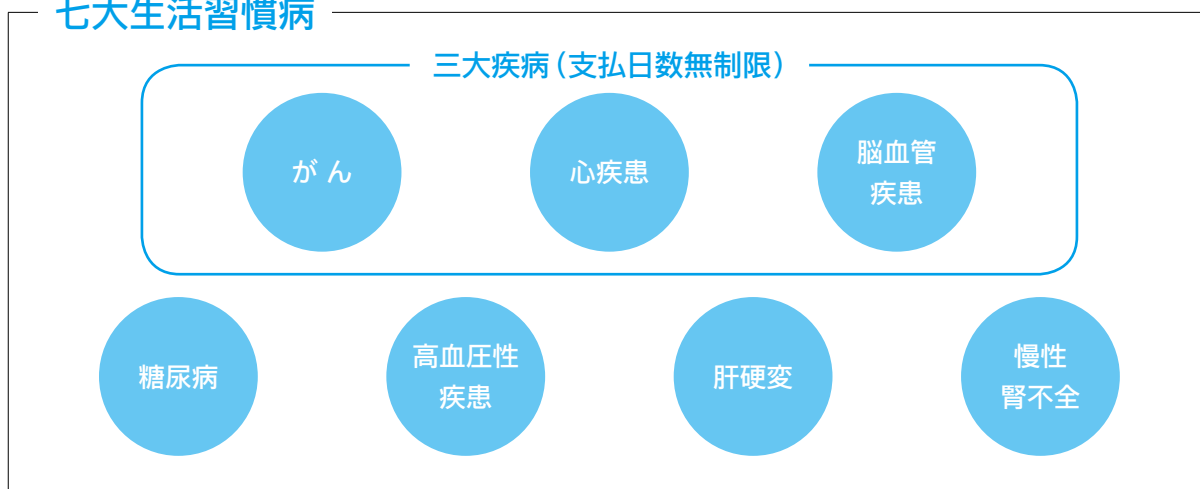 七大生活習慣病
三大疾病（支払日数無制限）
がん
心疾患
脳血管
疾患
糖尿病
高血圧性
疾患
肝硬変
慢性
腎不全